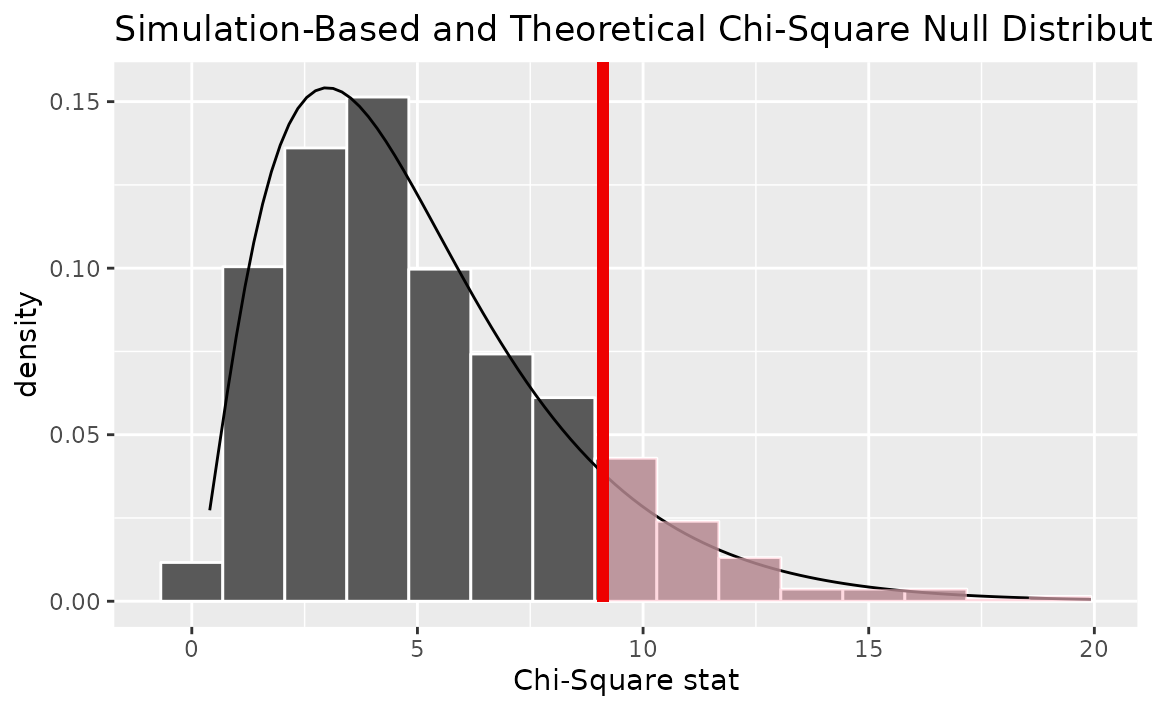 Simulation-Based and Theoretical Chi-Square Null Distribut
density
0.15
0.10
0.05
0.00
0 5 10 15 20
Chi-Square stat